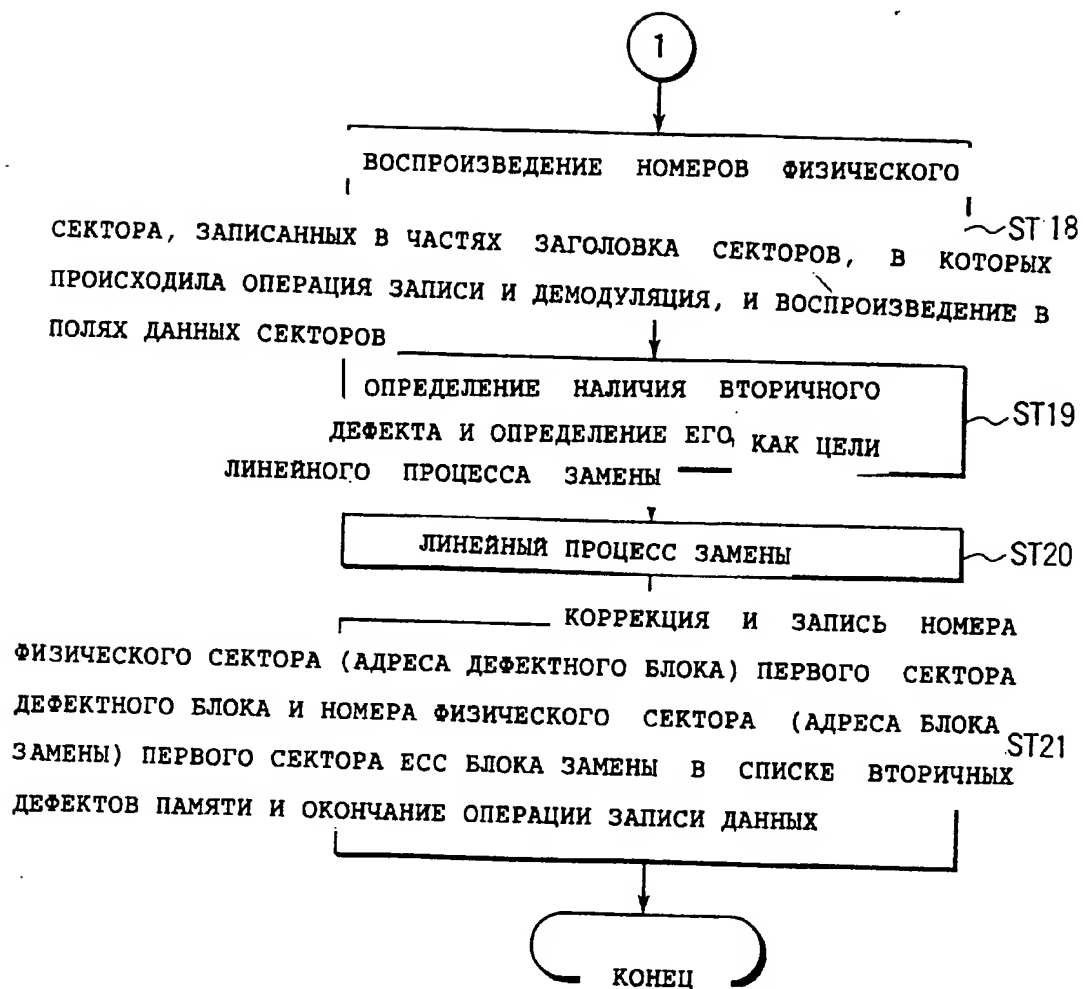 1
ВОСПРОИЗВЕДЕНИЕ НОМЕРОВ ФИЗИЧЕСКОГО
ST18
СЕКТОРА, ЗАПИСАННЫХ В ЧАСТЯХ ЗАГОЛОВКА СЕКТОРОВ, В КОТОРЫХ
ПРОИСХОДИЛА ОПЕРАЦИЯ ЗАПИСИ И ДЕМОДУЛЯЦИЯ, И ВОСПРОИЗВЕДЕНИЕ В
ПОЛЯХ ДАННЫХ СЕКТОРОВ
ОПРЕДЕЛЕНИЕ НАЛИЧИЯ ВТОРИЧНОГО
ST19
ДЕФЕКТА И ОПРЕДЕЛЕНИЕ ЕГО КАК ЦЕЛИ
ЛИНЕЙНОГО ПРОЦЕССА ЗАМЕНЫ
ЛИНЕЙНЫЙ ПРОЦЕСС ЗАМЕНЫ
ST20
КОРРЕКЦИЯ И ЗАПИСЬ НОМЕРА
ФИЗИЧЕСКОГО СЕКТОРА (АДРЕСА ДЕФЕКТНОГО БЛОКА) ПЕРВОГО СЕКТОРА
ДЕФЕКТНОГО БЛОКА И НОМЕРА ФИЗИЧЕСКОГО СЕКТОРА (АДРЕСА БЛОКА
ST21
ЗАМЕНЫ) ПЕРВОГО СЕКТОРА ЕСС БЛОКА ЗАМЕНЫ В СПИСКЕ ВТОРИЧНЫХ
ДЕФЕКТОВ ПАМЯТИ И ОКОНЧАНИЕ ОПЕРАЦИИ ЗАПИСИ ДАННЫХ
КОНЕЦ